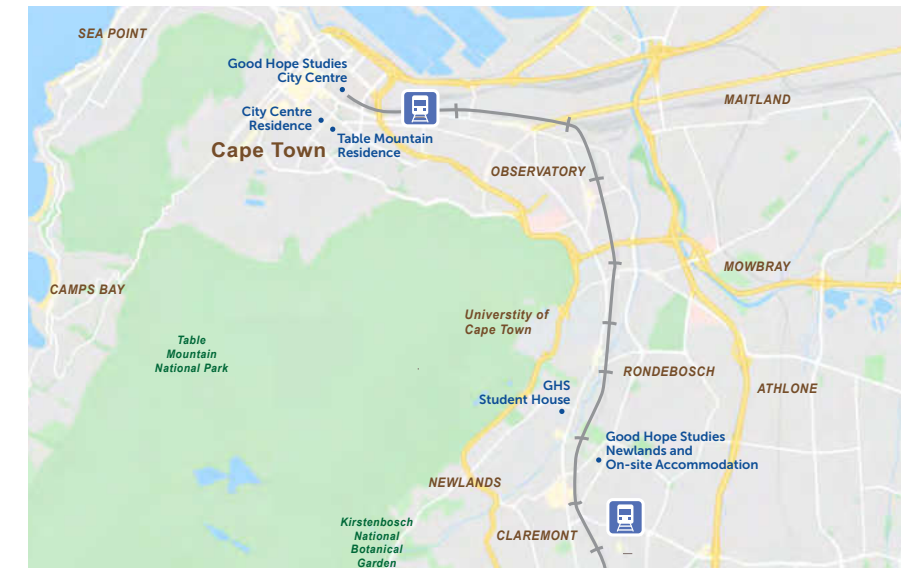 SEA POINT
Good Hope Studies
City Centre
City Centre
Residence
Table Mountain
Residence
Cape Town
MAITLAND
OBSERVATORY
MOWBRAY
CAMPS BAY
Universtity of
Cape Town
Table
Mountain
National Park
RONDEBOSCH
GHS
Student House
ATHLONE
Good Hope Studies
Newlands and
On-site Accommodation
NEWLANDS
Kirstenbosch
National
Botanical
Garden
CLAREMONT